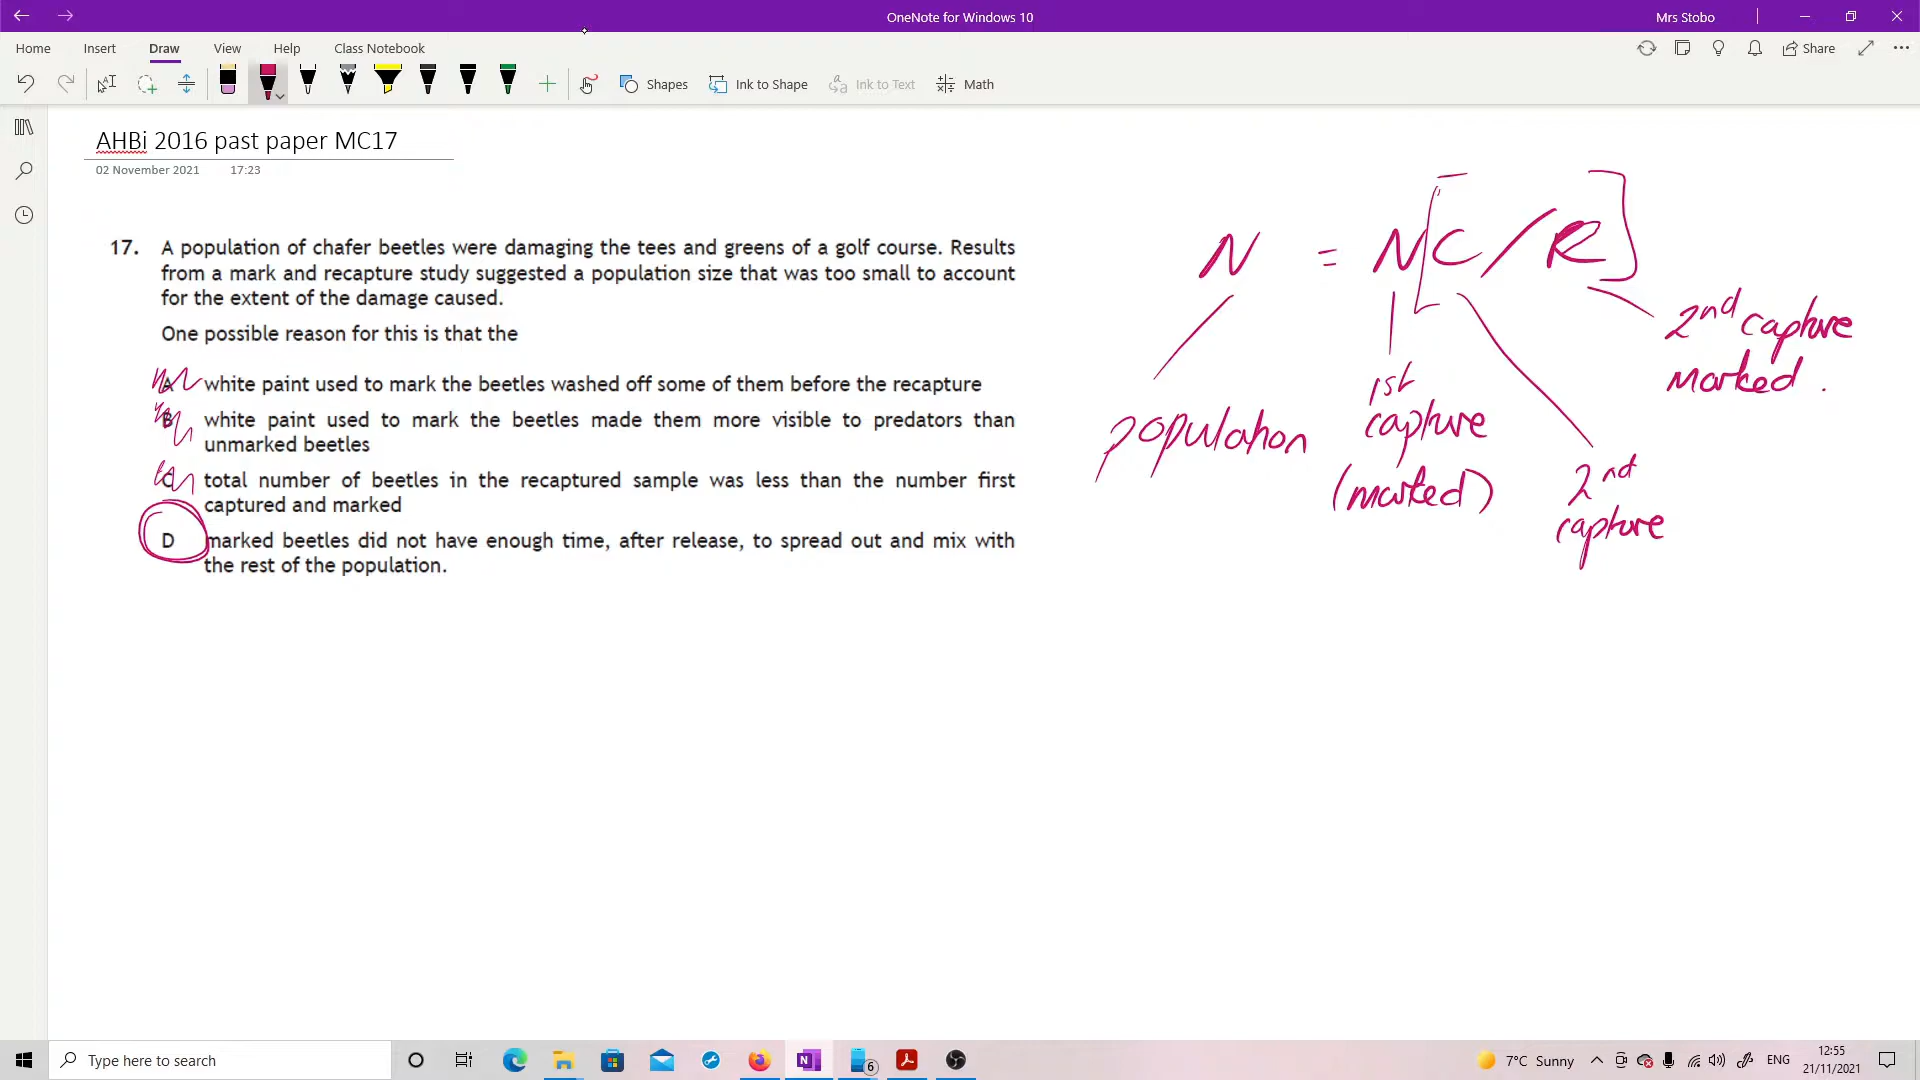 OneNote for Windows 10
Mrs Stobo
Home Insert Draw View Help Class Notebook
Share
Shapes Ink to Shape Ink to Text Math
AHBi 2016 past paper MC17
02 November 2021 17:23
17. A population of chafer beetles were damaging the tees and greens of a golf course. Results
from a mark and recapture study suggested a population size that was too small to account
for the extent of the damage caused.
One possible reason for this is that the
A white paint used to mark the beetles washed off some of them before the recapture
B white paint used to mark the beetles made them more visible to predators than
unmarked beetles
C total number of beetles in the recaptured sample was less than the number first
captured and marked
D marked beetles did not have enough time, after release, to spread out and mix with
the rest of the population.
N = N[C/R]
population
1st
capture
(marked)
2nd
capture
2nd capture
marked.
Type here to search
6
7°C Sunny
ENG
12:55
21/11/2021